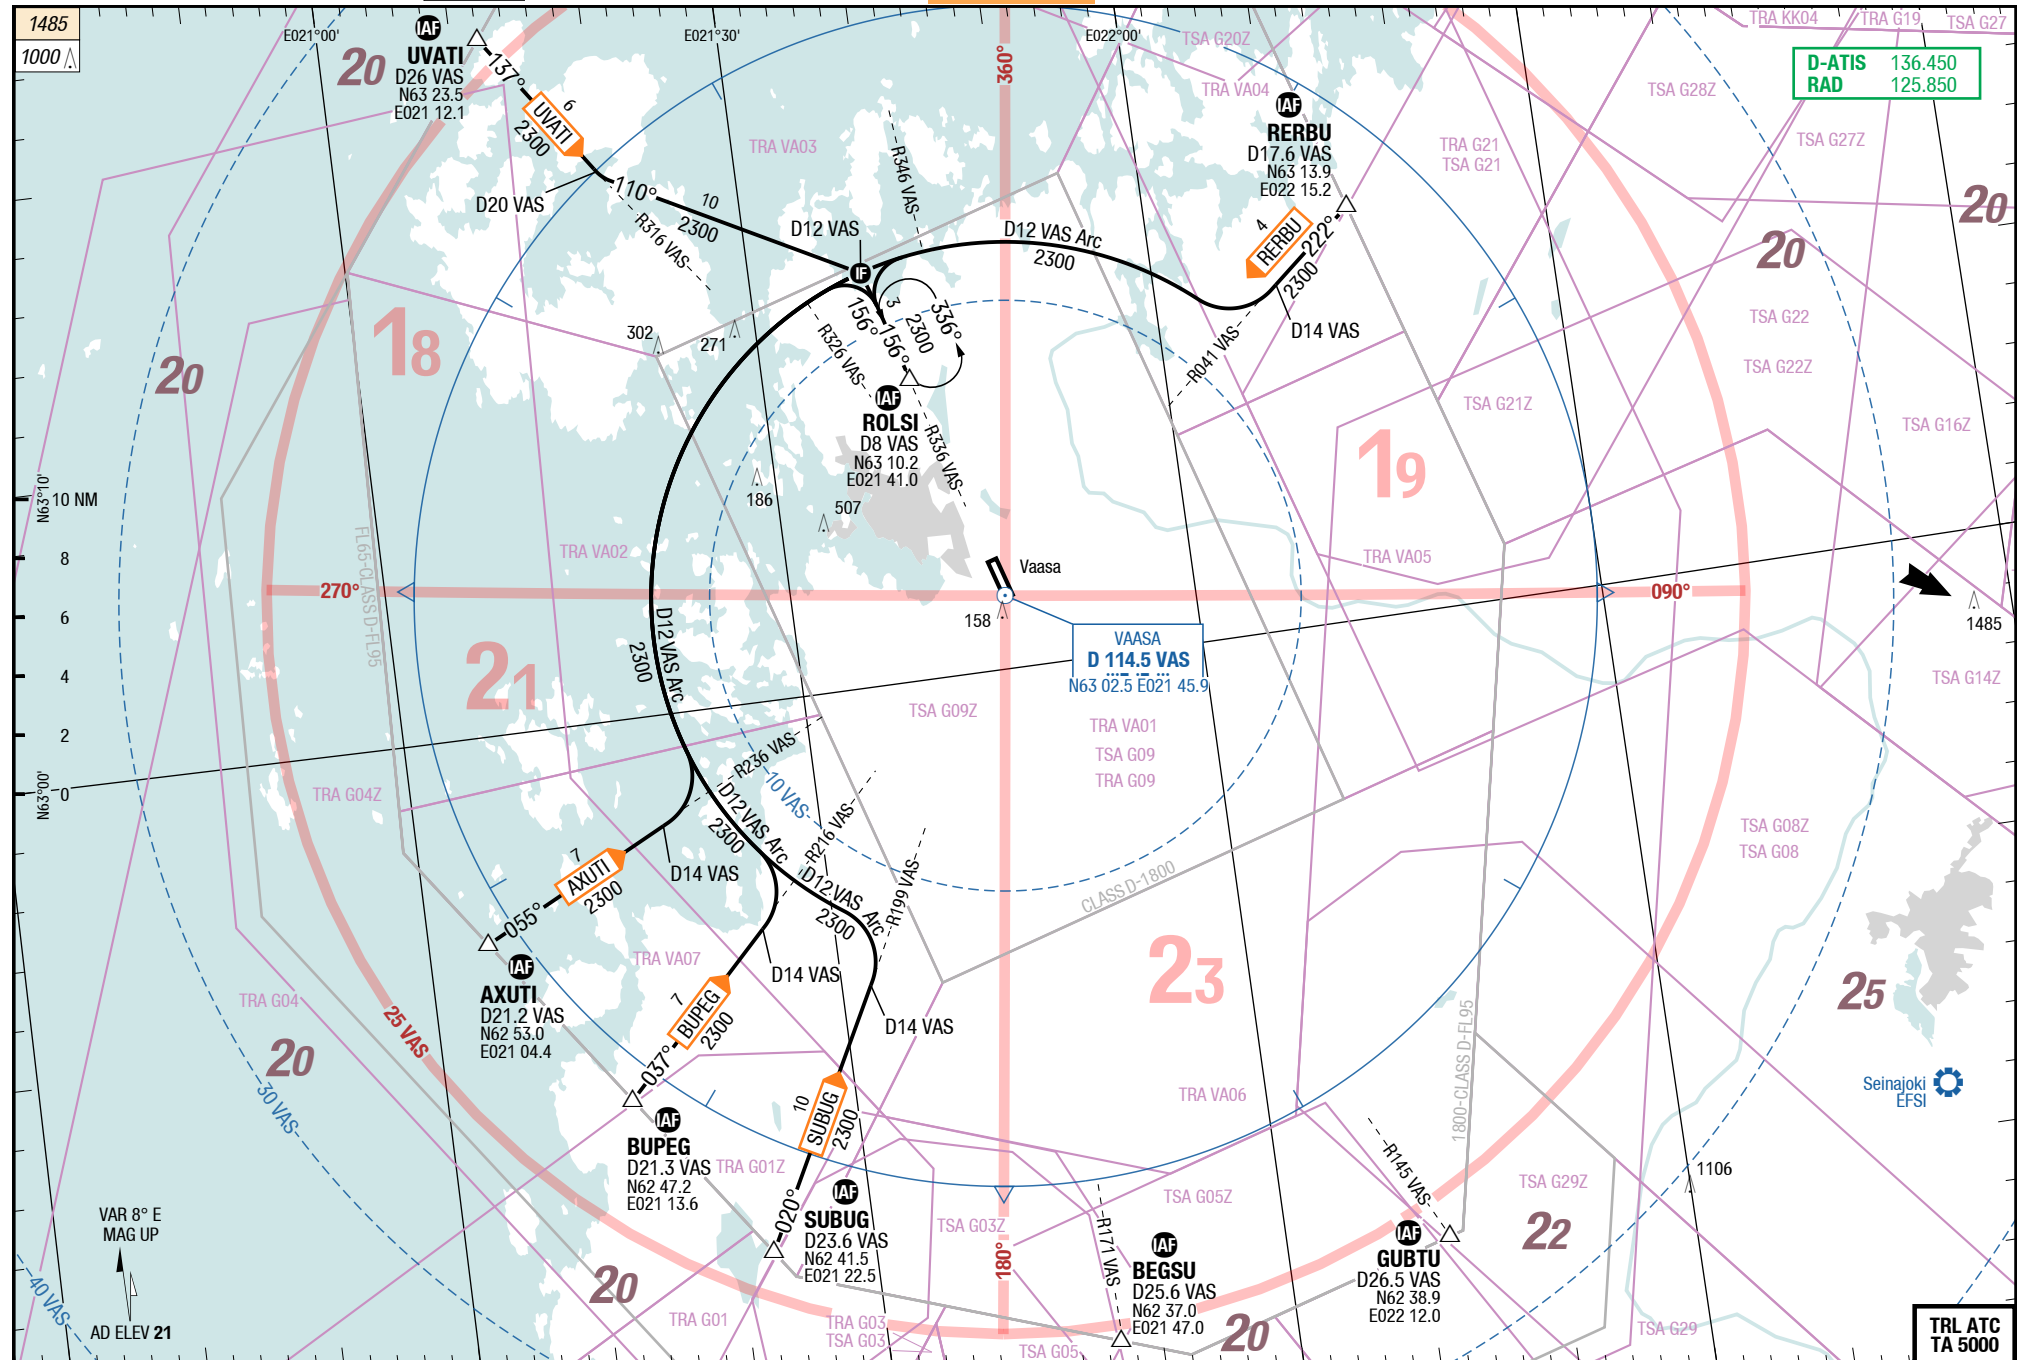 1485
1000
IAF
UVATI
D26 VAS
N63 23.5
E021 12.1
20
E021°00'
E021°30'
E022°00'
360°
137°
6
UVATI
2300
D20 VAS
110°
10
2300
R316 VAS
TRA VA03
R346 VAS
D12 VAS
IF
D12 VAS Arc
2300
TSA G20Z
TRA VA04
IAF
RERBU
D17.6 VAS
N63 13.9
E022 15.2
4
RERBU
222°
2300
D14 VAS
R041 VAS
TRA KK04
TRA G19
TSA G27
D-ATIS 136.450
RAD 125.850
TSA G28Z
TSA G27Z
TRA G21
TSA G21
20
20
TSA G22
TSA G22Z
TSA G21Z
TSA G16Z
18
20
302
271
156°
3
156°
2300
336°
R326 VAS
IAF
ROLSI
D8 VAS
N63 10.2
E021 41.0
R336 VAS
186
507
19
N63°10'
10 NM
8
6
4
2
0
N63°00'
FL65-CLASS D-FL95
TRA VA02
TRA VA05
270°
090°
Vaasa
158
VAASA
D 114.5 VAS
N63 02.5 E021 45.9
1485
TSA G14Z
21
D12 VAS Arc
2300
TSA G09Z
TRA VA01
TSA G09
TRA G09
R236 VAS
10 VAS
D12 VAS Arc
2300
R216 VAS
D12 VAS Arc
2300
R199 VAS
CLASS D-1800
TRA G04Z
TSA G08Z
TSA G08
7
AXUTI
2300
055°
D14 VAS
IAF
AXUTI
D21.2 VAS
N62 53.0
E021 04.4
TRA VA07
D14 VAS
7
BUPEG
2300
037°
D14 VAS
23
25
TRA G04
20
25 VAS
30 VAS
40 VAS
IAF
BUPEG
D21.3 VAS
N62 47.2
E021 13.6
TRA G01Z
10
SUBUG
2300
020°
IAF
SUBUG
D23.6 VAS
N62 41.5
E021 22.5
TRA VA06
1800-CLASS D-FL95
Seinajoki
EFSI
1106
R145 VAS
TSA G05Z
TSA G03Z
TSA G29Z
22
R171 VAS
180°
IAF
BEGSU
D25.6 VAS
N62 37.0
E021 47.0
IAF
GUBTU
D26.5 VAS
N62 38.9
E022 12.0
20
20
TRA G01
TRA G03
TSA G03
TSA G05
TSA G29
VAR 8° E
MAG UP
AD ELEV 21
TRL ATC
TA 5000